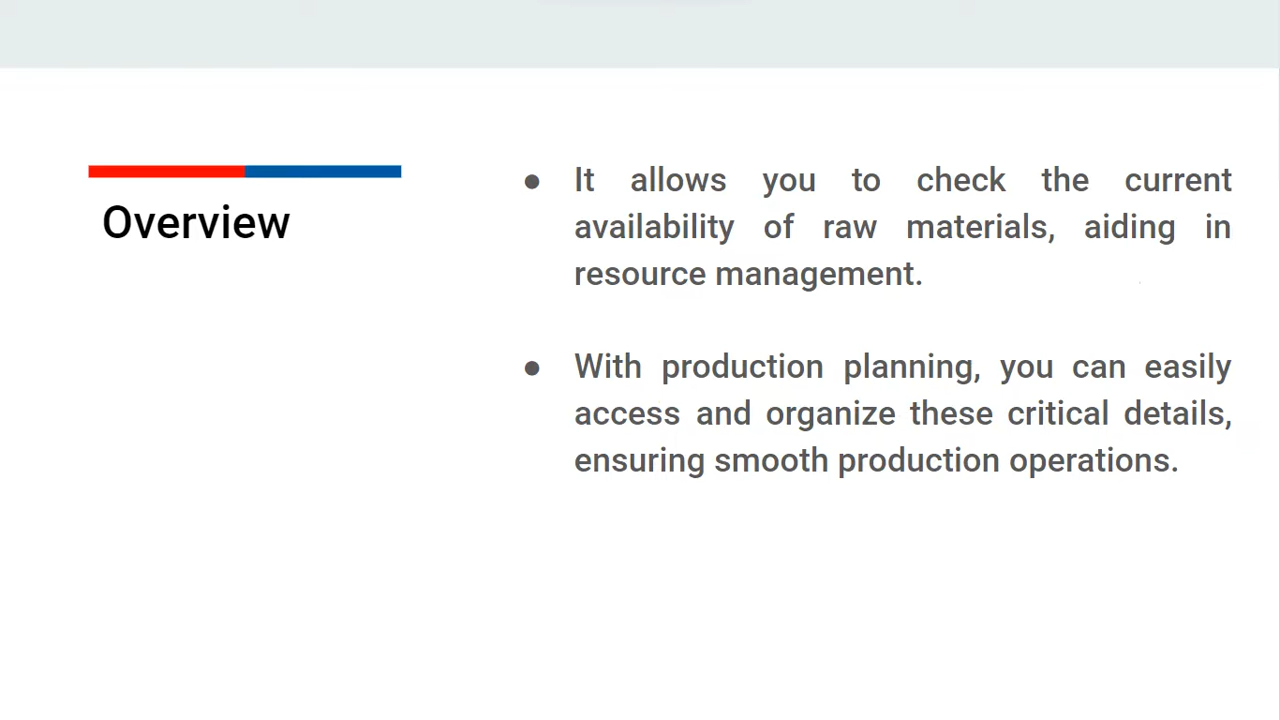 Overview
● It allows you to check the current
availability of raw materials, aiding in
resource management.
● With production planning, you can easily
access and organize these critical details,
ensuring smooth production operations.